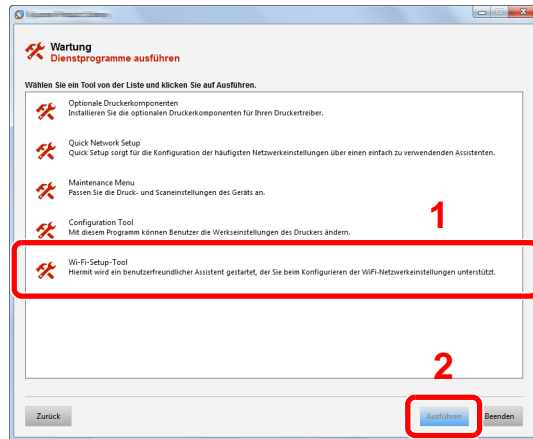 Wartung
Dienstprogramme ausführen
Wählen Sie ein Tool von der Liste und klicken Sie auf Ausführen.
Optionale Druckerkomponenten
Installieren Sie die optionalen Druckerkomponenten für Ihren Druckertreiber.
Quick Network Setup
Quick Setup sorgt für die Konfiguration der häufigsten Netzwerkeinstellungen über einen einfach zu verwendenden Assistenten.
Maintenance Menu
Passen Sie die Druck- und Scaneinstellungen des Geräts an.
1
Configuration Tool
Mit diesem Programm können Benutzer die Werkseinstellungen des Druckers ändern.
Wi-Fi-Setup-Tool
Hiermit wird ein benutzerfreundlicher Assistent gestartet, der Sie beim Konfigurieren der WiFi-Netzwerkeinstellungen unterstützt.
2
Zurück
Ausführen
Beenden